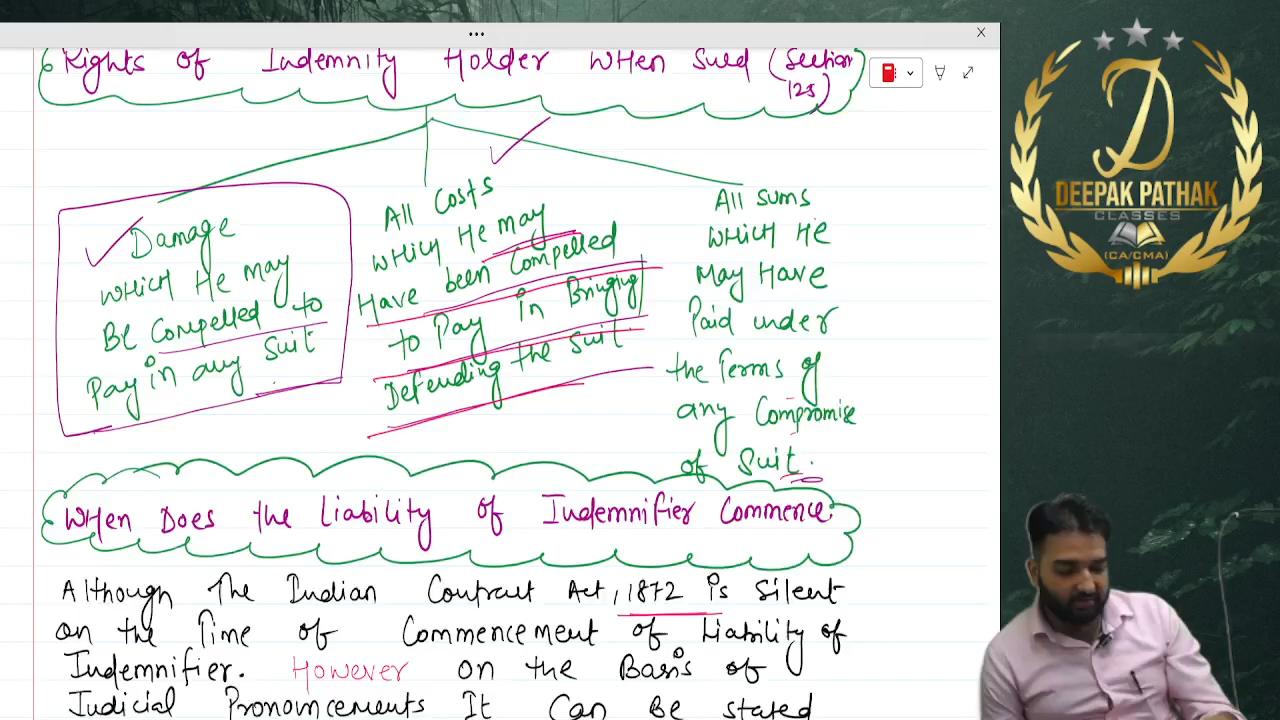 Rights of Indemnity Holder When Sued (Section
125)
Damage
which He may
Be Compelled to
Pay in any Suit
All Costs
which He may
Have been Compelled
to Pay in Bringing
Defending the Suit
All sums
which He
May Have
Paid under
the Terms of
any Compromise
of Suit.
When Does the Liability of Indemnifier Commence.
Although The Indian Contract Act, 1872 is Silent
on the Time of Commencement of Liability of
Indemnifier. However on the Basis of
Judicial Pronouncements It Can Be stated
D
DEEPAK PATHAK
CLASSES
(CA/CMA)